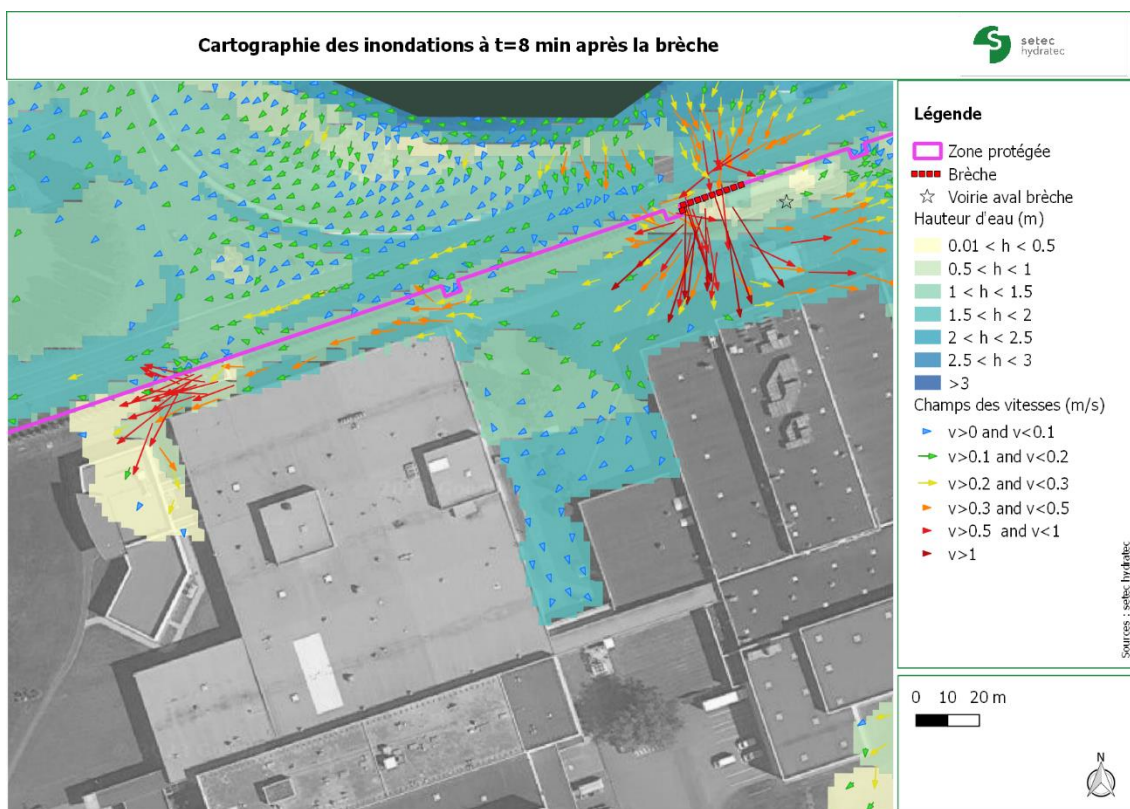 Cartographie des inondations à t=8 min après la brèche
setec
hydratec
Légende
Zone protégée
Brèche
Voirie aval brèche
Hauteur d'eau (m)
0.01 < h < 0.5
0.5 < h < 1
1 < h < 1.5
1.5 < h < 2
2 < h < 2.5
2.5 < h < 3
>3
Champs des vitesses (m/s)
v>0 and v<0.1
v>0.1 and v<0.2
v>0.2 and v<0.3
v>0.3 and v<0.5
v>0.5 and v<1
v>1
Sources : setec hydratec
0 10 20 m
N